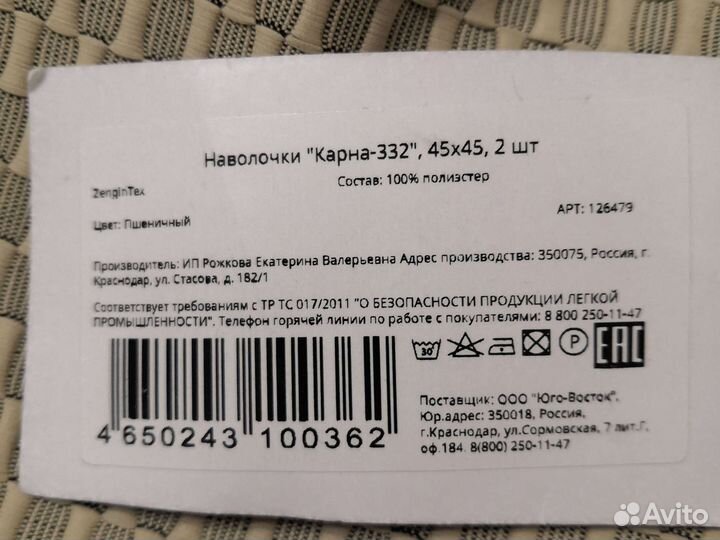 Наволочки "Карна-332", 45x45, 2 шт
Состав: 100% полиэстер
ZenginTex
АРТ: 126479
Цвет: Пшеничный
Производитель: ИП Рожкова Екатерина Валерьевна Адрес производства: 350075, Россия, г.
Краснодар, ул. Стасова, д. 182/1
Соответствует требованиям с ТР ТС 017/2011 "О БЕЗОПАСНОСТИ ПРОДУКЦИИ ЛЕГКОЙ
ПРОМЫШЛЕННОСТИ". Телефон горячей линии по работе с покупателями: 8 800 250-11-47
30 P EAC
4 650243 100362
Поставщик: ООО "Юго-Восток".
Юр.адрес: 350018, Россия,
г.Краснодар, ул.Сормовская, 7 лит.Г,
оф.184. 8(800) 250-11-47
Avito